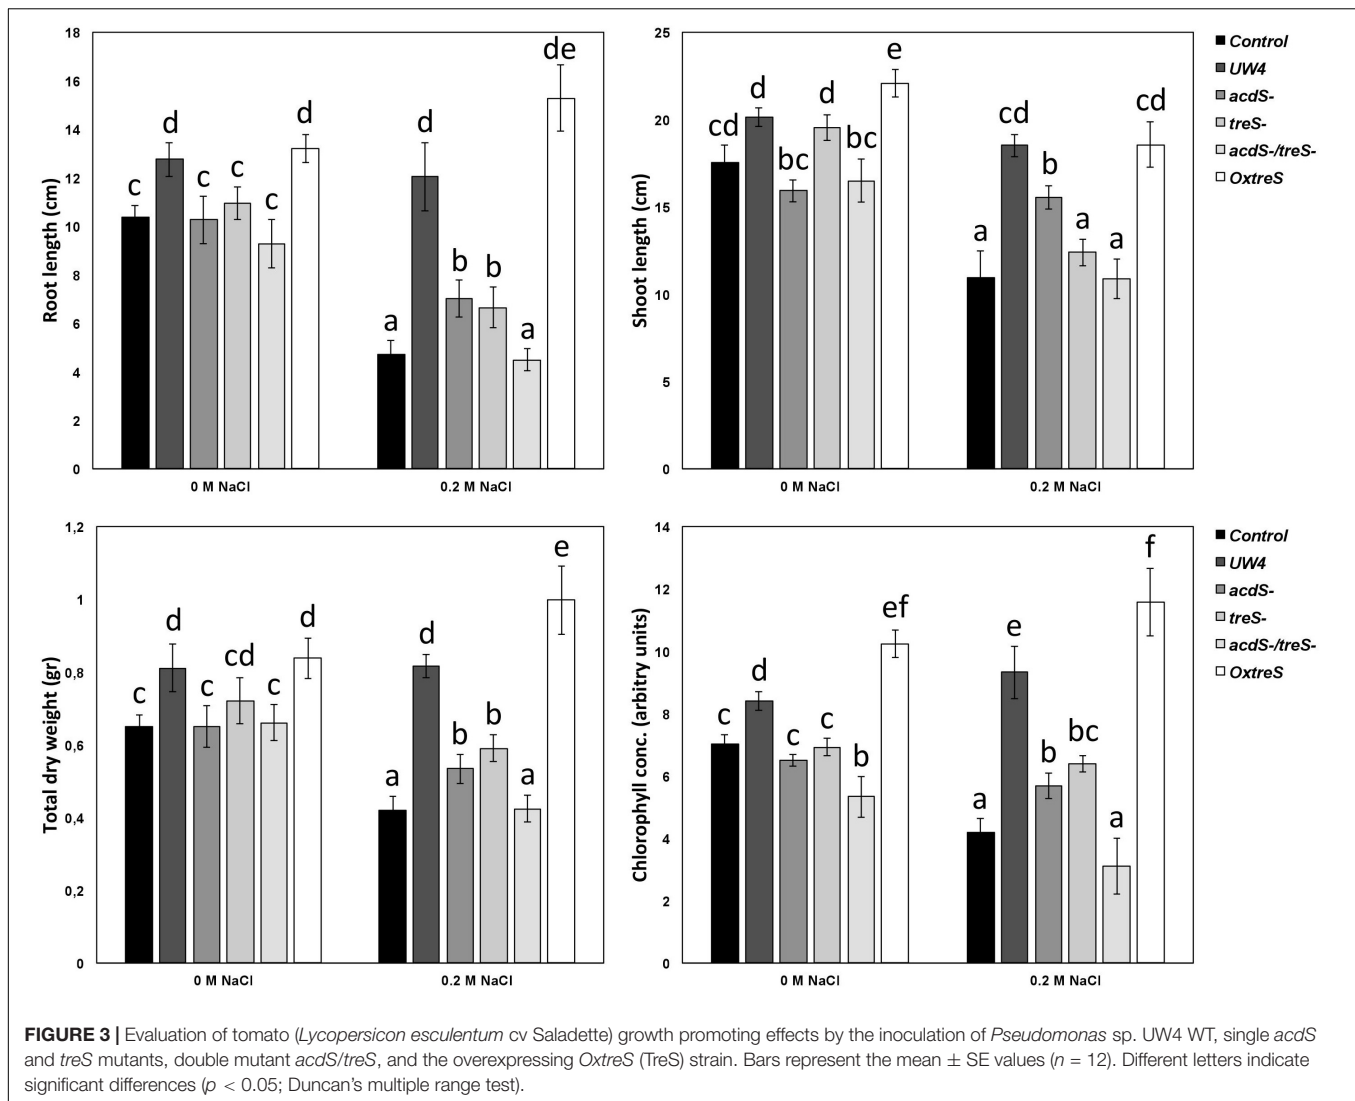 18
16
14
12
10
8
6
4
2
0
Root length (cm)
c
d
c
c
c
d
a
d
b
b
a
de
0 M NaCl
0.2 M NaCl
25
20
15
10
5
0
Shoot length (cm)
cd
d
bc
d
bc
e
a
cd
b
a
a
cd
0 M NaCl
0.2 M NaCl
Control
UW4
acdS-
treS-
acdS-/treS-
OxtreS
1,2
1
0,8
0,6
0,4
0,2
0
Total dry weight (gr)
c
d
c
cd
c
d
a
d
b
b
a
e
0 M NaCl
0.2 M NaCl
14
12
10
8
6
4
2
0
Chlorophyll conc. (arbitry units)
c
d
c
c
b
ef
a
e
b
bc
a
f
0 M NaCl
0.2 M NaCl
Control
UW4
acdS-
treS-
acdS-/treS-
OxtreS
FIGURE 3 | Evaluation of tomato (Lycopersicon esculentum cv Saladette) growth promoting effects by the inoculation of Pseudomonas sp. UW4 WT, single acdS
and treS mutants, double mutant acdS/treS, and the overexpressing OxtreS (TreS) strain. Bars represent the mean ± SE values (n = 12). Different letters indicate
significant differences (p < 0.05; Duncan's multiple range test).